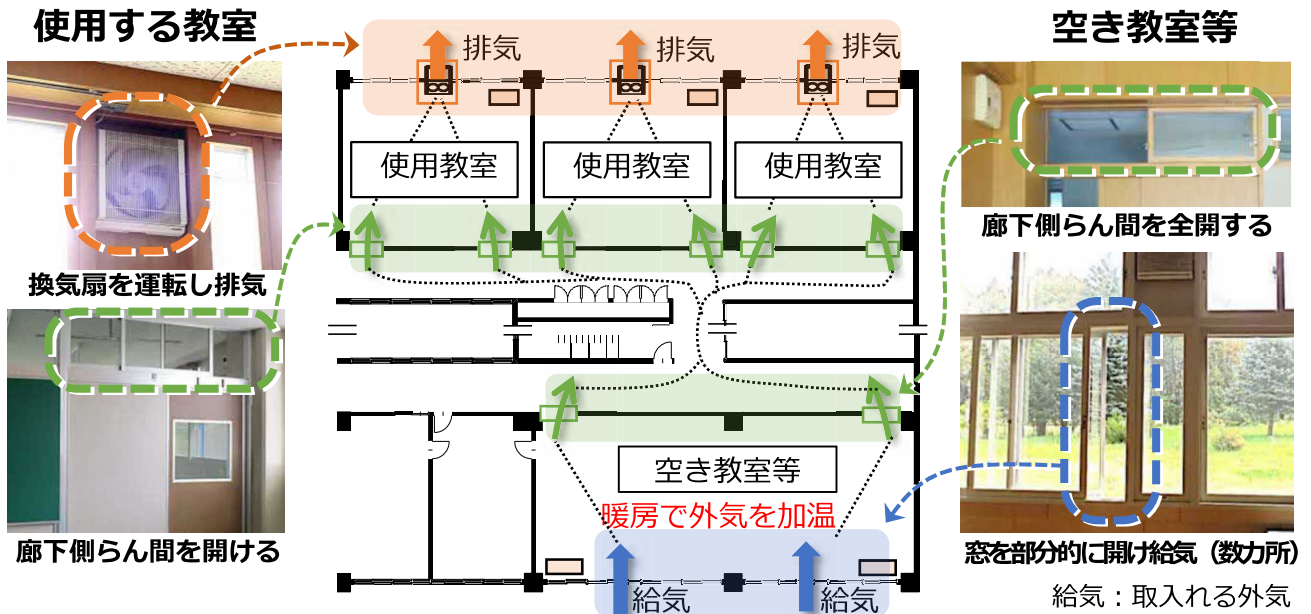 使用する教室
空き教室等
排気
排気
排気
使用教室
使用教室
使用教室
換気扇を運転し排気
廊下側らん間を全開する
空き教室等
暖房で外気を加温
廊下側らん間を開ける
窓を部分的に開け給気（数カ所）
給気
給気
給気：取入れる外気